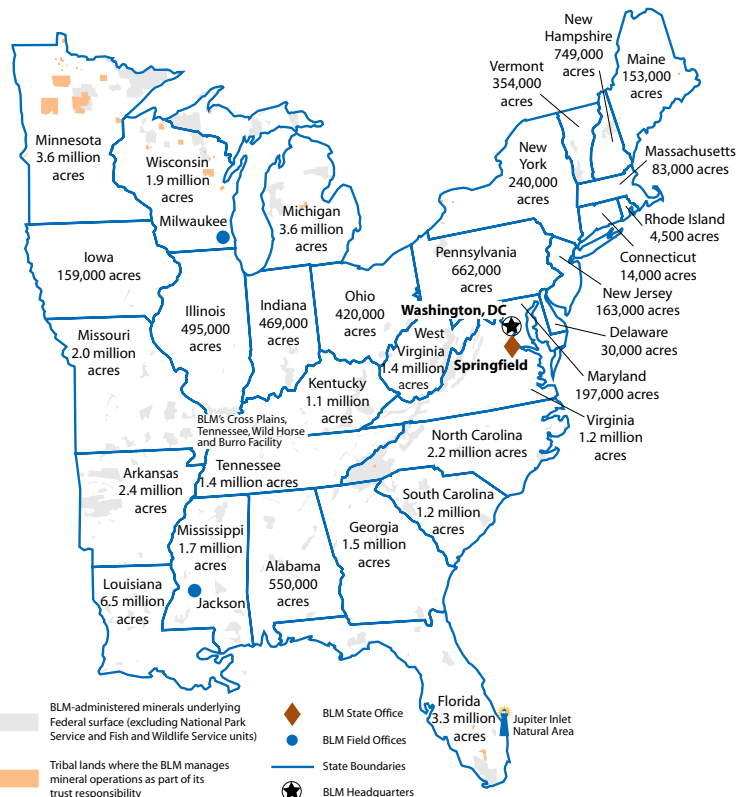 New
Hampshire
749,000
acres
Vermont
354,000
acres
Maine
153,000
acres
Minnesota
3.6 million
acres
Wisconsin
1.9 million
acres
Milwaukee
Michigan
3.6 million
acres
New
York
240,000
acres
Massachusetts
83,000 acres
Rhode Island
4,500 acres
Connecticut
14,000 acres
New Jersey
163,000 acres
Delaware
30,000 acres
Maryland
197,000 acres
Virginia
1.2 million
acres
Iowa
159,000 acres
Illinois
495,000
acres
Indiana
469,000
acres
Ohio
420,000
acres
Pennsylvania
662,000
acres
Washington, DC
Springfield
West
Virginia
1.4 million
acres
Missouri
2.0 million
acres
Kentucky
1.1 million
acres
BLM's Cross Plains,
Tennessee, Wild Horse
and Burro Facility
Tennessee
1.4 million acres
North Carolina
2.2 million acres
Arkansas
2.4 million
acres
South Carolina
1.2 million
acres
Mississippi
1.7 million
acres
Jackson
Alabama
550,000
acres
Georgia
1.5 million
acres
Louisiana
6.5 million
acres
Florida
3.3 million
acres
Jupiter Inlet
Natural Area
BLM-administered minerals underlying
Federal surface (excluding National Park
Service and Fish and Wildlife Service units)
Tribal lands where the BLM manages
mineral operations as part of its
trust responsibility
BLM State Office
BLM Field Offices
State Boundaries
BLM Headquarters